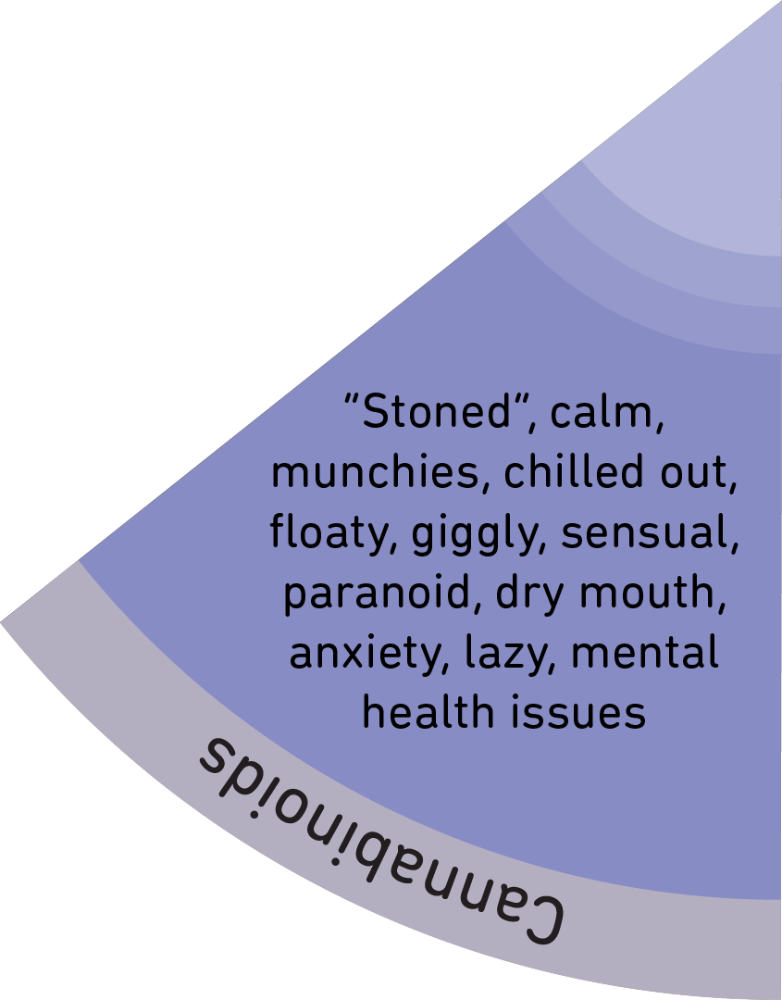 “Stoned”, calm,
munchies, chilled out,
floaty, giggly, sensual,
paranoid, dry mouth,
anxiety, lazy, mental
health issues
Cannabinoids